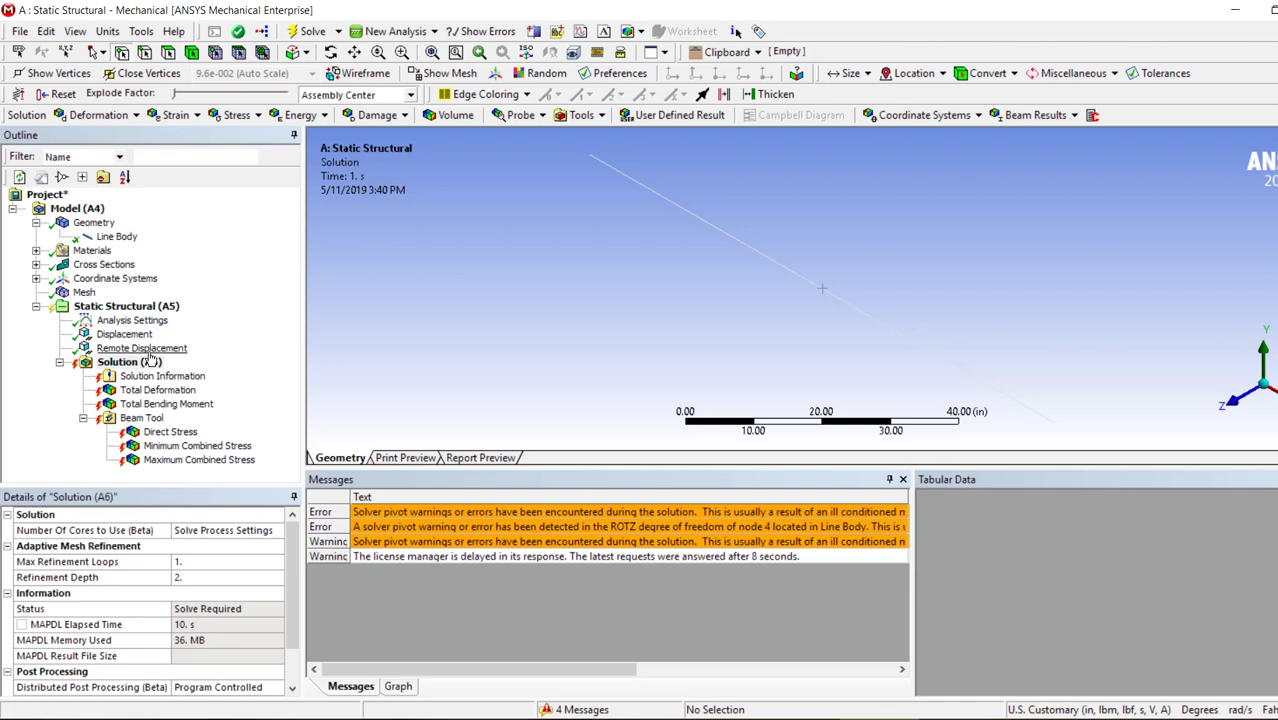 A : Static Structural - Mechanical [ANSYS Mechanical Enterprise]
File Edit View Units Tools Help Solve New Analysis ?/ Show Errors Worksheet
Clipboard [ Empty ]
Show Vertices Close Vertices 9.6e-002 (Auto Scale) Wireframe Show Mesh Random Preferences Size Location Convert Miscellaneous Tolerances
Reset Explode Factor: Assembly Center Edge Coloring Thicken
Solution Deformation Strain Stress Energy Damage Volume Probe Tools User Defined Result Campbell Diagram Coordinate Systems Beam Results
Outline
Filter: Name
Project*
Model (A4)
Geometry
Line Body
Materials
Cross Sections
Coordinate Systems
Mesh
Static Structural (A5)
Analysis Settings
Displacement
Remote Displacement
Solution
Solution Information
Total Deformation
Total Bending Moment
Beam Tool
Direct Stress
Minimum Combined Stress
Maximum Combined Stress
A: Static Structural
Solution
Time: 1. s
5/11/2019 3:40 PM
ANS
20
Y
Z
0.00 20.00 40.00 (in)
10.00 30.00
Geometry Print Preview Report Preview
Details of "Solution (A6)"
Solution
Number Of Cores to Use (Beta) Solve Process Settings
Adaptive Mesh Refinement
Max Refinement Loops 1.
Refinement Depth 2.
Information
Status Solve Required
MAPDL Elapsed Time 10. s
MAPDL Memory Used 36. MB
MAPDL Result File Size
Post Processing
Distributed Post Processing (Beta) Program Controlled
Messages
Text
Error Solver pivot warnings or errors have been encountered during the solution. This is usually a result of an ill conditioned m
Error A solver pivot warning or error has been detected in the ROTZ degree of freedom of node 4 located in Line Body. This is u
Warninc Solver pivot warnings or errors have been encountered during the solution. This is usually a result of an ill conditioned m
Warninc The license manager is delayed in its response. The latest requests were answered after 8 seconds.
Messages Graph
Tabular Data
4 Messages No Selection U.S. Customary (in, lbm, lbf, s, V, A) Degrees rad/s Fah